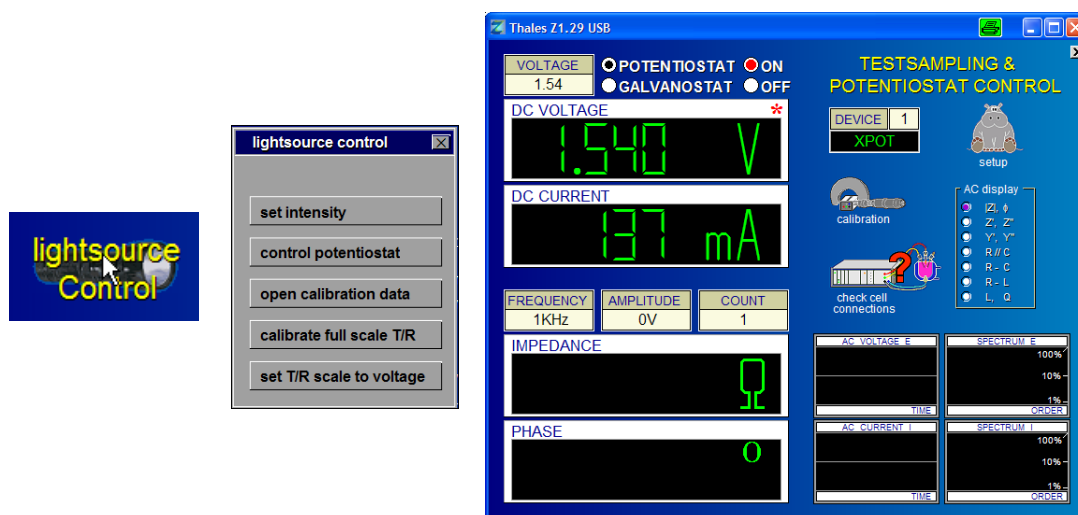 lightsource
Control
lightsource control
set intensity
control potentiostat
open calibration data
calibrate full scale T/R
set T/R scale to voltage
Thales Z1.29 USB
VOLTAGE
1.54
POTENTIOSTAT ON
GALVANOSTAT OFF
DC VOLTAGE *
1.540 V
DC CURRENT
137 mA
FREQUENCY AMPLITUDE COUNT
1KHz 0V 1
IMPEDANCE
Ω
PHASE
o
TESTSAMPLING &
POTENTIOSTAT CONTROL
DEVICE 1
XPOT
setup
calibration
?
check cell
connections
AC display
|Z|, ϕ
Z', Z"
Y', Y"
R // C
R - C
R - L
L, Q
AC VOLTAGE E
TIME
SPECTRUM E
100%
10%
1%
ORDER
AC CURRENT I
TIME
SPECTRUM I
100%
10%
1%
ORDER